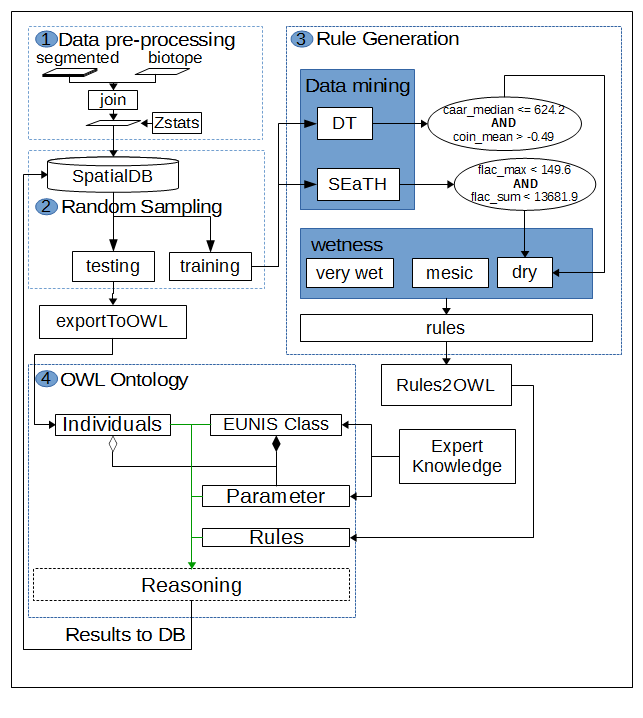 1 Data pre-processing
segmented
biotope
join
Zstats
SpatialDB
2 Random Sampling
testing
training
exportToOWL
3 Rule Generation
Data mining
DT
caar_median <= 624.2
AND
coin_mean > -0.49
SEaTH
flac_max < 149.6
AND
flac_sum < 13681.9
wetness
very wet
mesic
dry
rules
Rules2OWL
4 OWL Ontology
Individuals
EUNIS Class
Expert
Knowledge
Parameter
Rules
Reasoning
Results to DB